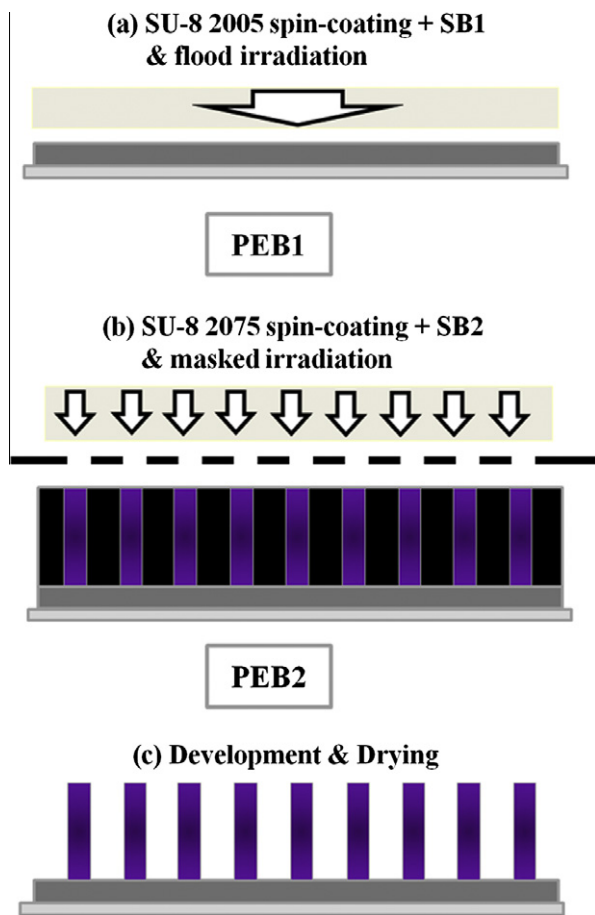 (a) SU-8 2005 spin-coating + SB1
& flood irradiation
PEB1
(b) SU-8 2075 spin-coating + SB2
& masked irradiation
PEB2
(c) Development & Drying